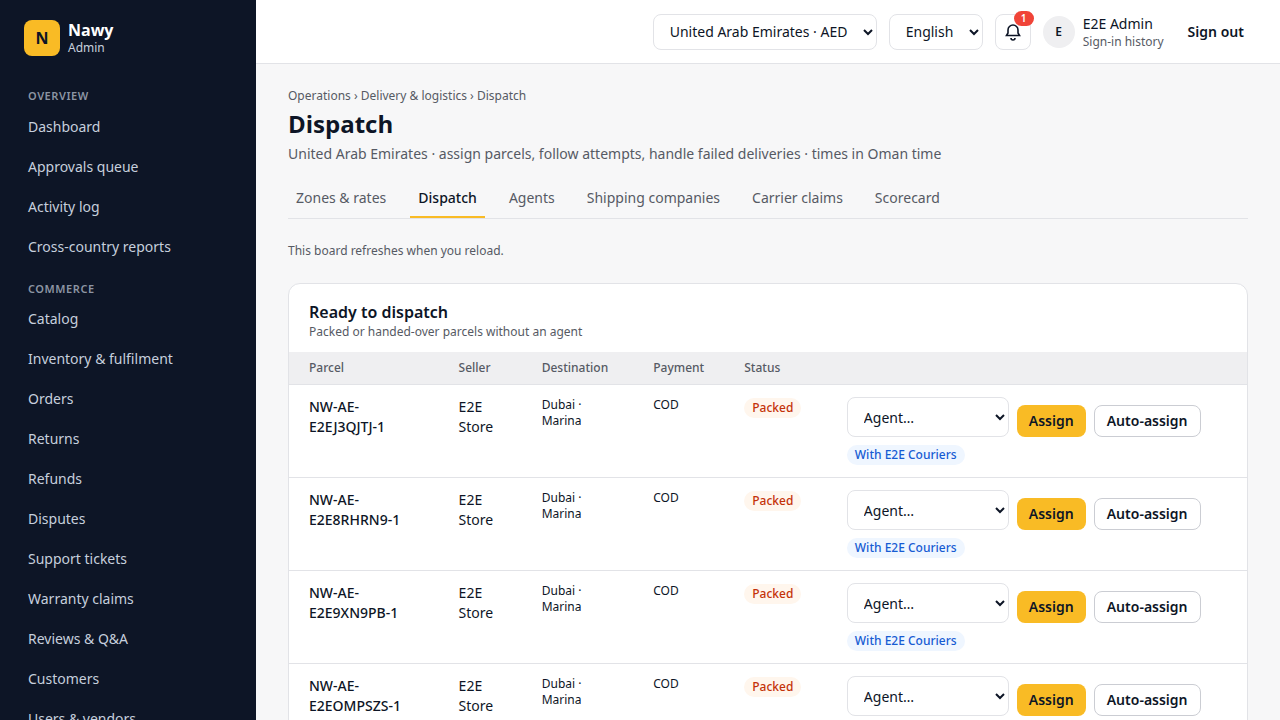 N
Nawy
Admin
United Arab Emirates · AED
English
1
E
E2E Admin
Sign-in history
Sign out
OVERVIEW
Dashboard
Approvals queue
Activity log
Cross-country reports
COMMERCE
Catalog
Inventory & fulfilment
Orders
Returns
Refunds
Disputes
Support tickets
Warranty claims
Reviews & Q&A
Customers
Users & vendors
Operations › Delivery & logistics › Dispatch
Dispatch
United Arab Emirates · assign parcels, follow attempts, handle failed deliveries · times in Oman time
Zones & rates
Dispatch
Agents
Shipping companies
Carrier claims
Scorecard
This board refreshes when you reload.
Ready to dispatch
Packed or handed-over parcels without an agent
Parcel Seller Destination Payment Status
NW-AE-
E2EJ3QJTJ-1
E2E
Store
Dubai ·
Marina
COD
Packed
Agent...
Assign
Auto-assign
With E2E Couriers
NW-AE-
E2E8RHRN9-1
E2E
Store
Dubai ·
Marina
COD
Packed
Agent...
Assign
Auto-assign
With E2E Couriers
NW-AE-
E2E9XN9PB-1
E2E
Store
Dubai ·
Marina
COD
Packed
Agent...
Assign
Auto-assign
With E2E Couriers
NW-AE-
E2EOMPSZS-1
E2E
Store
Dubai ·
Marina
COD
Packed
Agent...
Assign
Auto-assign